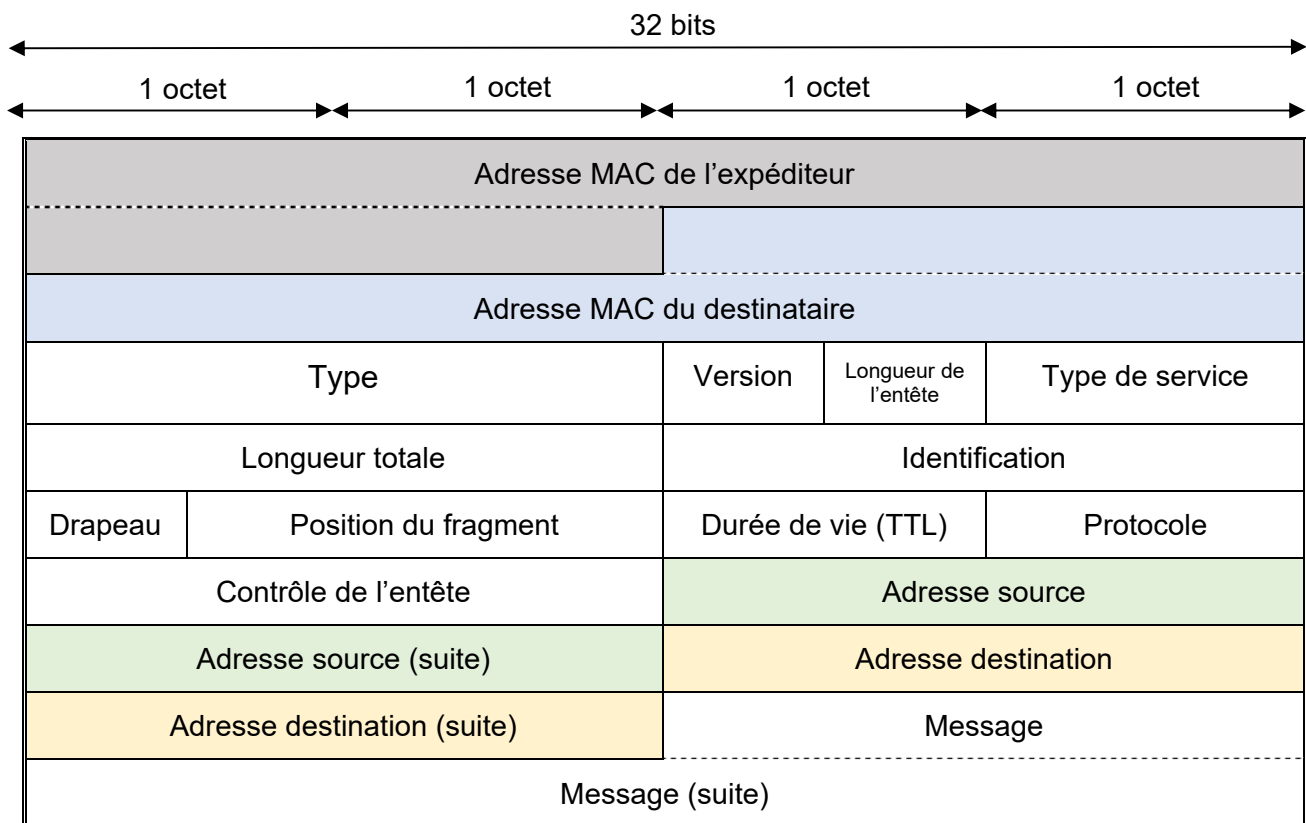 32 bits
1 octet 1 octet 1 octet 1 octet
Adresse MAC de l’expéditeur
Adresse MAC du destinataire
Type Version Longueur de l’entête Type de service
Longueur totale Identification
Drapeau Position du fragment Durée de vie (TTL) Protocole
Contrôle de l’entête Adresse source
Adresse source (suite) Adresse destination
Adresse destination (suite) Message
Message (suite)